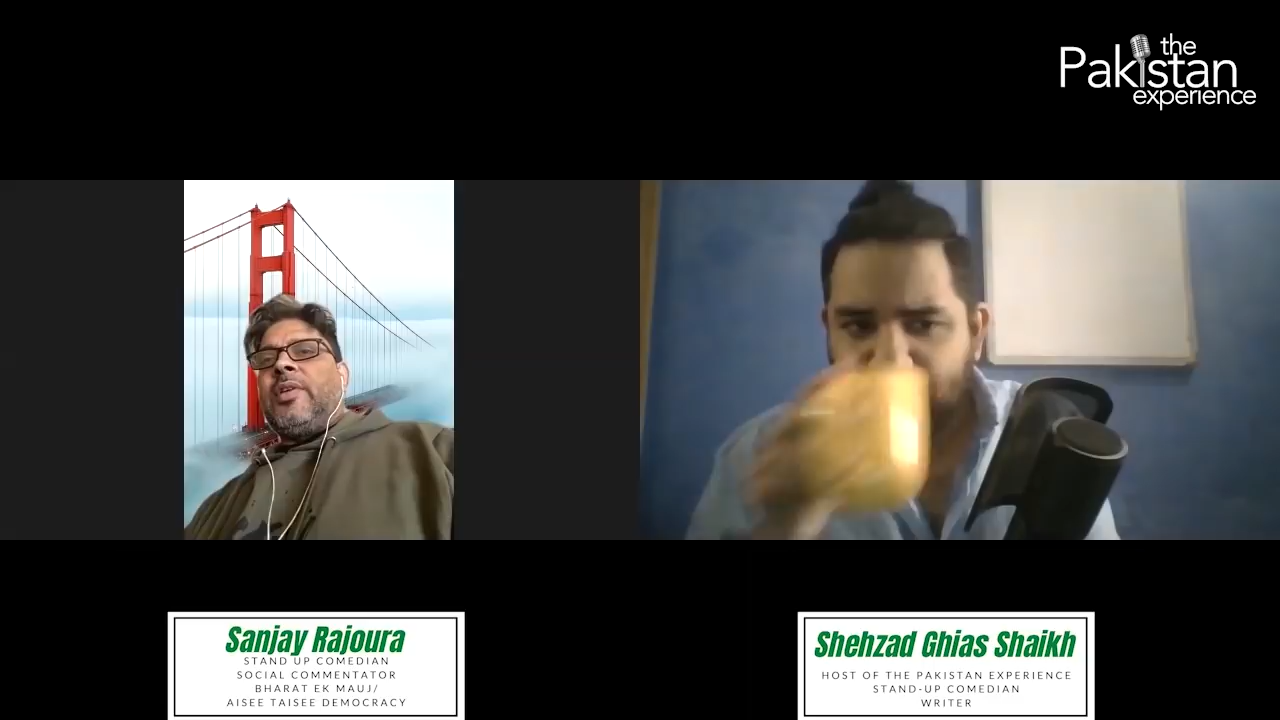 the
Pakistan
experience
Sanjay Rajoura
STAND UP COMEDIAN
SOCIAL COMMENTATOR
BHARAT EK MAUJ/
AISEE TAISEE DEMOCRACY
Shehzad Ghias Shaikh
HOST OF THE PAKISTAN EXPERIENCE
STAND-UP COMEDIAN
WRITER